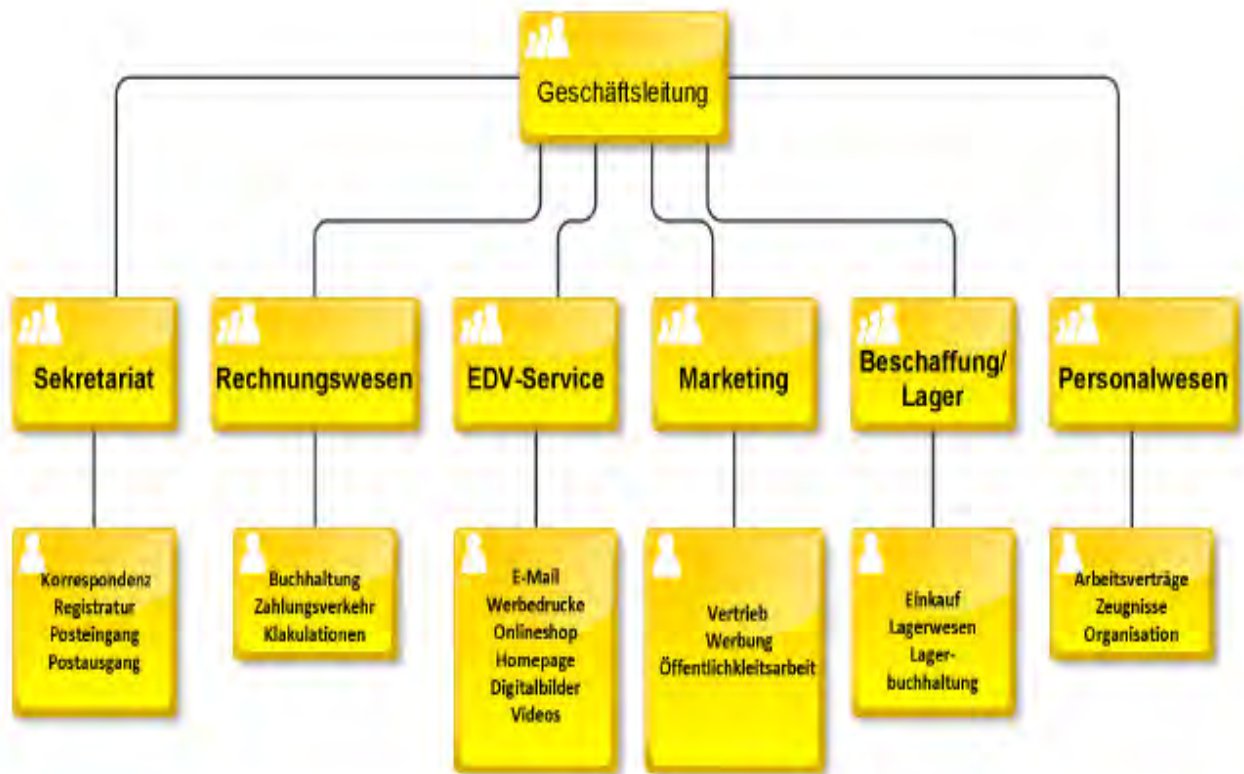 Geschäftsleitung
Sekretariat
Rechnungswesen
EDV-Service
Marketing
Beschaffung/
Lager
Personalwesen
Korrespondenz
Registratur
Posteingang
Postausgang
Buchhaltung
Zahlungsverkehr
Klakulationen
E-Mail
Werbedrucke
Onlineshop
Homepage
Digitalbilder
Videos
Vertrieb
Werbung
Öffentlichkleitsarbeit
Einkauf
Lagerwesen
Lager-
buchhaltung
Arbeitsverträge
Zeugnisse
Organisation